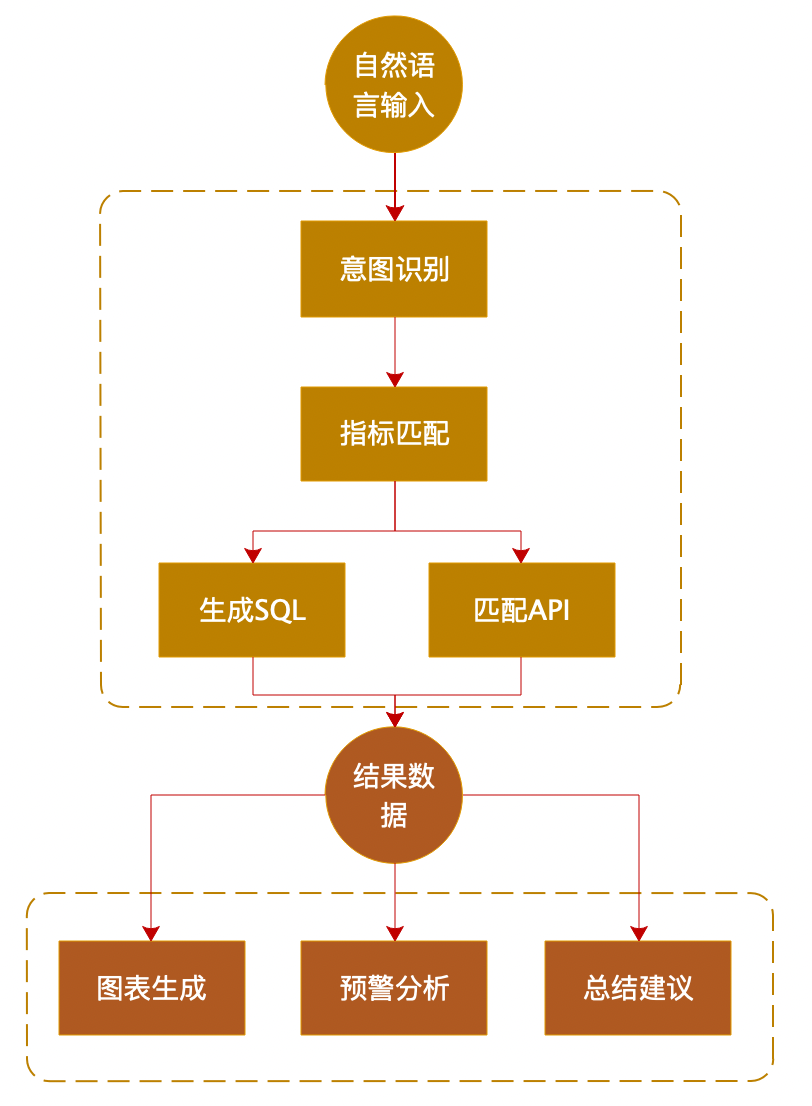 自然语
言输入
意图识别
指标匹配
生成SQL
匹配API
结果数
据
图表生成
预警分析
总结建议